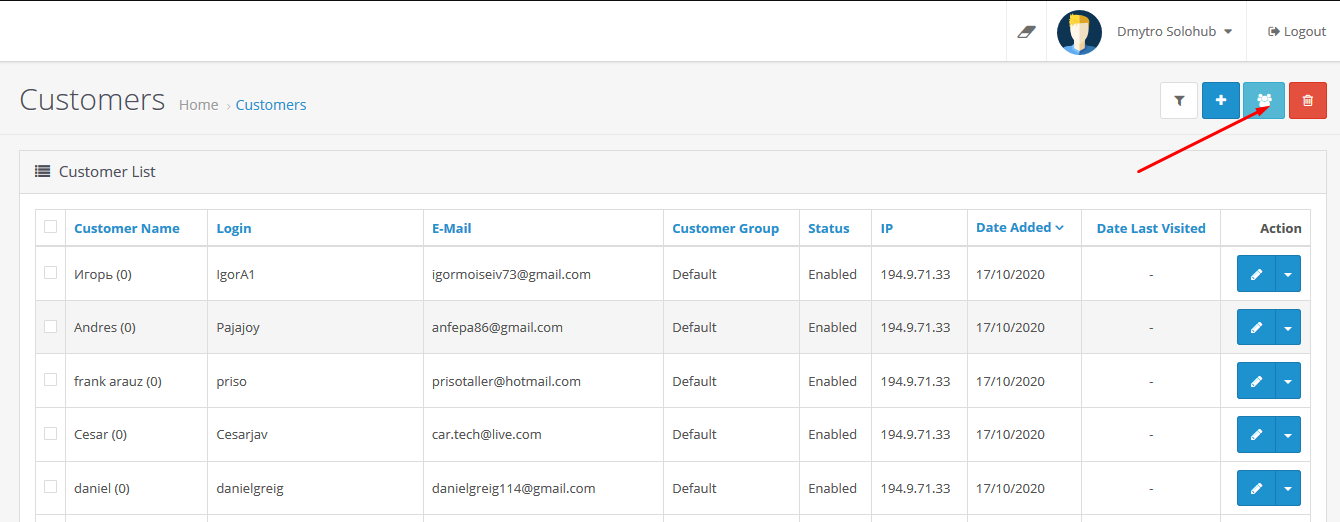 Dmytro Solohub Logout
Customers Home › Customers
Customer List
Customer Name Login E-Mail Customer Group Status IP Date Added Date Last Visited Action
Игорь (0) IgorA1 igormoiseiv73@gmail.com Default Enabled 194.9.71.33 17/10/2020 -
Andres (0) Pajajoy anfepa86@gmail.com Default Enabled 194.9.71.33 17/10/2020 -
frank arauz (0) priso prisotaller@hotmail.com Default Enabled 194.9.71.33 17/10/2020 -
Cesar (0) Cesarjav car.tech@live.com Default Enabled 194.9.71.33 17/10/2020 -
daniel (0) danielgreig danielgreig114@gmail.com Default Enabled 194.9.71.33 17/10/2020 -